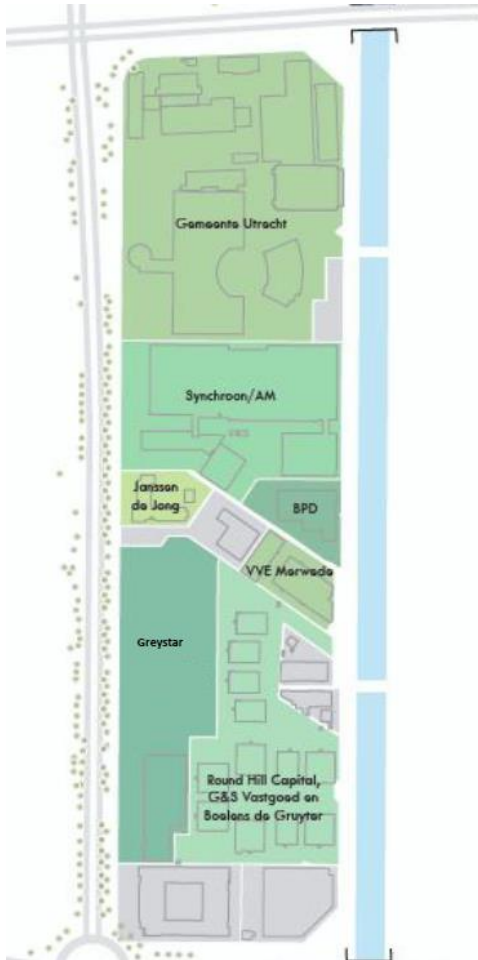 Gemeente Utrecht
Synchroon/AM
Janssen
de Jong
BPD
VVE Merwede
Greystar
Round Hill Capital,
G&S Vastgoed en
Boelens de Gruyter